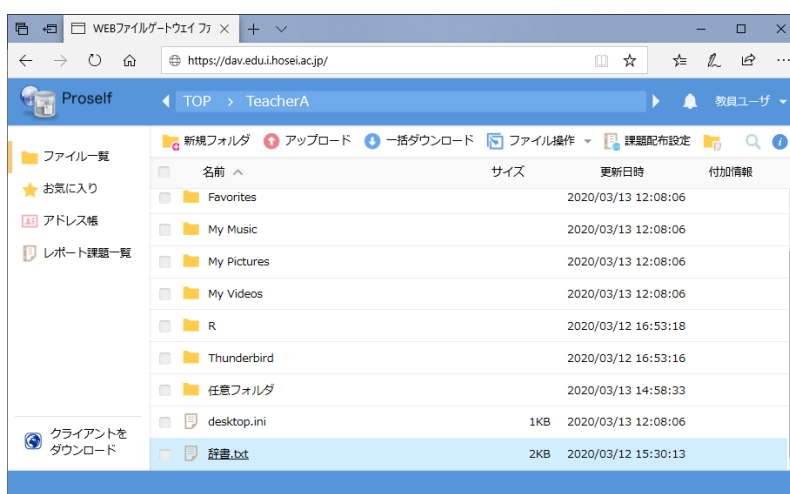 WEBファイルゲートウェイ ファ
https://dav.edu.i.hosei.ac.jp/
Proself
TOP > TeacherA
教員ユーザ
新規フォルダ アップロード 一括ダウンロード ファイル操作 課題配布設定
ファイル一覧
お気に入り
アドレス帳
レポート課題一覧
クライアントを
ダウンロード
名前 サイズ 更新日時 付加情報
Favorites 2020/03/13 12:08:06
My Music 2020/03/13 12:08:06
My Pictures 2020/03/13 12:08:06
My Videos 2020/03/13 12:08:06
R 2020/03/12 16:53:18
Thunderbird 2020/03/12 16:53:16
任意フォルダ 2020/03/13 14:58:33
desktop.ini 1KB 2020/03/13 12:08:06
辞書.txt 2KB 2020/03/12 15:30:13